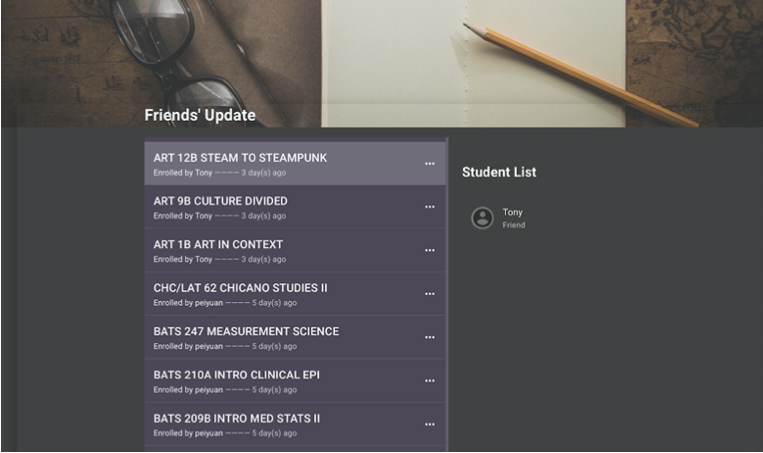 Friends' Update
ART 12B STEAM TO STEAMPUNK
Enrolled by Tony ———— 3 day(s) ago
ART 9B CULTURE DIVIDED
Enrolled by Tony ———— 3 day(s) ago
ART 1B ART IN CONTEXT
Enrolled by Tony ———— 3 day(s) ago
CHC/LAT 62 CHICANO STUDIES II
Enrolled by peiyuan ———— 5 day(s) ago
BATS 247 MEASUREMENT SCIENCE
Enrolled by peiyuan ———— 5 day(s) ago
BATS 210A INTRO CLINICAL EPI
Enrolled by peiyuan ———— 5 day(s) ago
BATS 209B INTRO MED STATS II
Enrolled by peiyuan ———— 5 day(s) ago
Student List
Tony
Friend